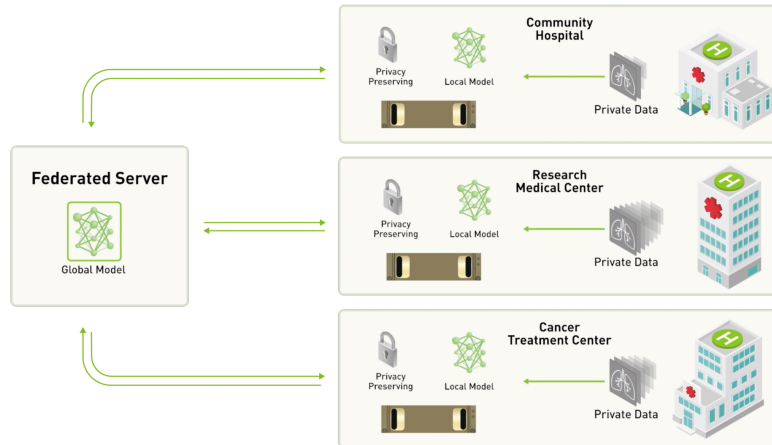 Community
Hospital
Privacy
Preserving
Local Model
Private Data
H
Federated Server
Global Model
Research
Medical Center
Privacy
Preserving
Local Model
Private Data
H
Cancer
Treatment Center
Privacy
Preserving
Local Model
Private Data
H